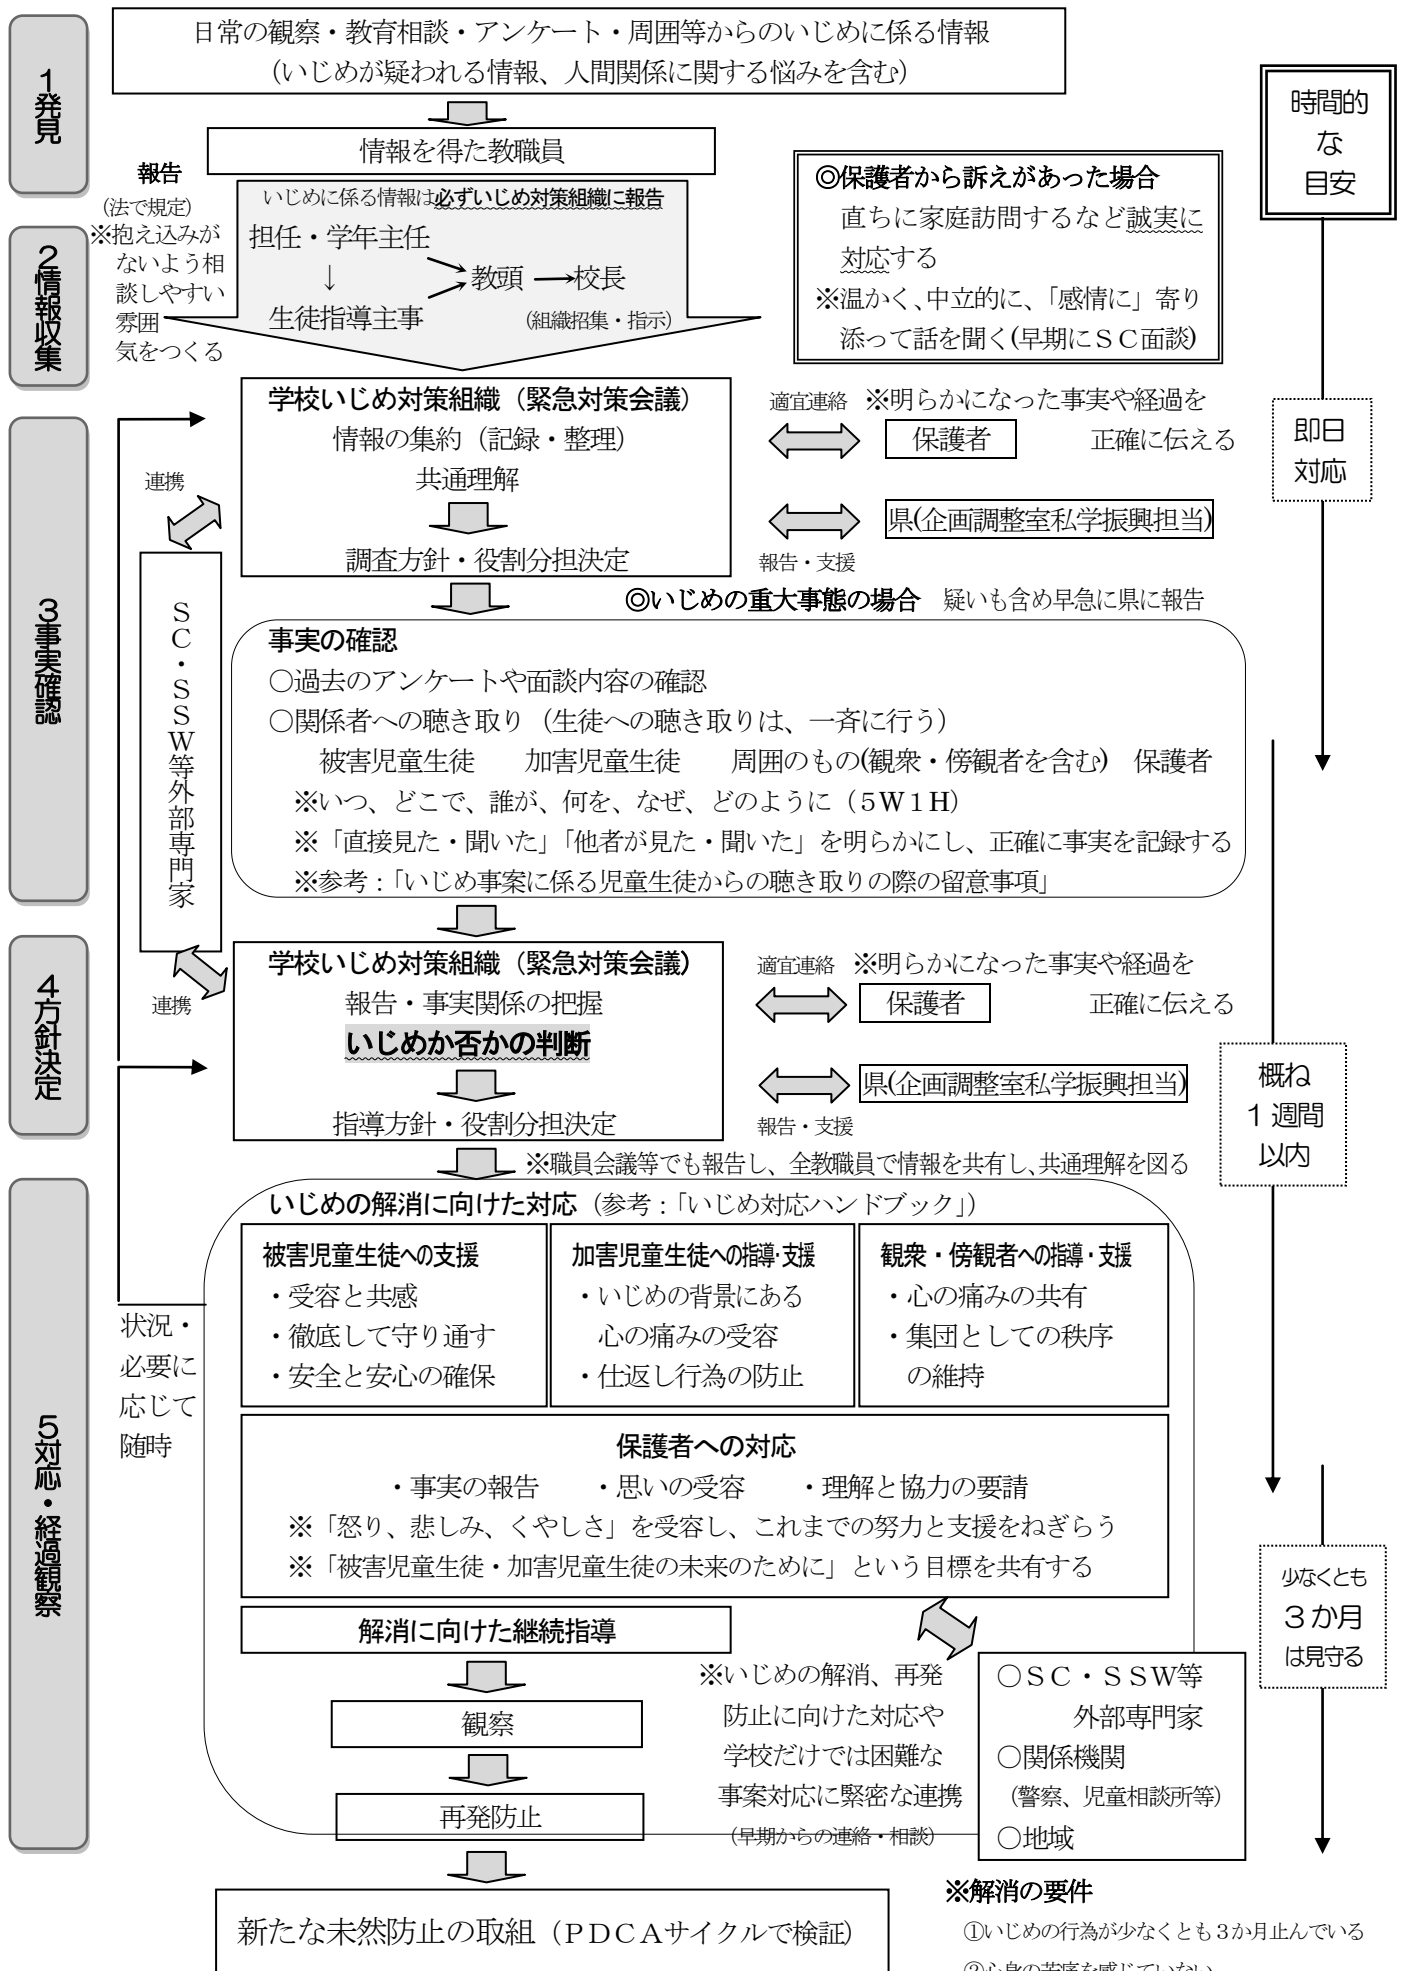 日常の観察・教育相談・アンケート・周囲等からのいじめに係る情報
(いじめが疑われる情報、人間関係に関する悩みを含む)
1発見
時間的
な
目安
情報を得た教職員
報告
(法で規定)
※抱え込みが
ないよう相
談しやすい
雰囲
気をつくる
いじめに係る情報は必ずいじめ対策組織に報告
担任・学年主任
↓
生徒指導主事
教頭
校長
(組織招集・指示)
◎保護者から訴えがあった場合
直ちに家庭訪問するなど誠実に
対応する
※温かく、中立的に、「感情に」寄り
添って話を聞く(早期にＳＣ面談)
2情報収集
学校いじめ対策組織（緊急対策会議）
情報の集約（記録・整理）
共通理解
調査方針・役割分担決定
適宜連絡
※明らかになった事実や経過を
正確に伝える
保護者
県(企画調整室私学振興担当)
報告・支援
即日
対応
連携
ＳＣ・ＳＳＷ等外部専門家
3事実確認
◎いじめの重大事態の場合　疑いも含め早急に県に報告
事実の確認
○過去のアンケートや面談内容の確認
○関係者への聴き取り（生徒への聴き取りは、一斉に行う）
被害児童生徒　　加害児童生徒　　周囲のもの(観衆・傍観者を含む)　保護者
※いつ、どこで、誰が、何を、なぜ、どのように（５Ｗ１Ｈ）
※「直接見た・聞いた」「他者が見た・聞いた」を明らかにし、正確に事実を記録する
※参考：「いじめ事案に係る児童生徒からの聴き取りの際の留意事項」
4方針決定
連携
学校いじめ対策組織（緊急対策会議）
報告・事実関係の把握
いじめか否かの判断
指導方針・役割分担決定
適宜連絡
※明らかになった事実や経過を
正確に伝える
保護者
県(企画調整室私学振興担当)
報告・支援
概ね
１週間
以内
※職員会議等でも報告し、全教職員で情報を共有し、共通理解を図る
5対応・経過観察
状況・
必要に
応じて
随時
いじめの解消に向けた対応（参考：「いじめ対応ハンドブック」）
被害児童生徒への支援
・受容と共感
・徹底して守り通す
・安全と安心の確保
加害児童生徒への指導・支援
・いじめの背景にある
心の痛みの受容
・仕返し行為の防止
観衆・傍観者への指導・支援
・心の痛みの共有
・集団としての秩序
の維持
保護者への対応
・事実の報告　　・思いの受容　　・理解と協力の要請
※「怒り、悲しみ、くやしさ」を受容し、これまでの努力と支援をねぎらう
※「被害児童生徒・加害児童生徒の未来のために」という目標を共有する
少なくとも
３か月
は見守る
解消に向けた継続指導
観察
再発防止
※いじめの解消、再発
防止に向けた対応や
学校だけでは困難な
事案対応に緊密な連携
(早期からの連絡・相談)
○ＳＣ・ＳＳＷ等
外部専門家
○関係機関
(警察、児童相談所等)
○地域
新たな未然防止の取組（ＰＤＣＡサイクルで検証）
※解消の要件
①いじめの行為が少なくとも３か月止んでいる
②心身の苦痛を感じていない